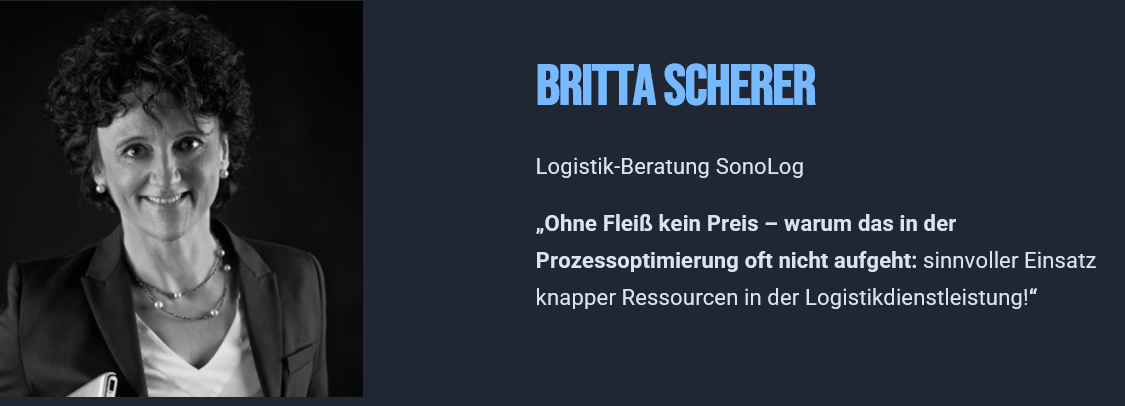 BRITTA SCHERER
Logistik-Beratung SonoLog
„Ohne Fleiß kein Preis – warum das in der
Prozessoptimierung oft nicht aufgeht: sinnvoller Einsatz
knapper Ressourcen in der Logistikdienstleistung!“